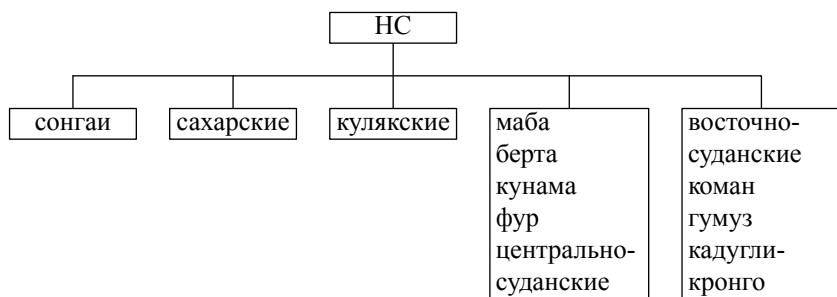 НС
сонгаи
сахарские
кулякские
маба
берта
кунама
фур
центрально-
суданские
восточно-
суданские
коман
гумуз
кадугли-
кронго